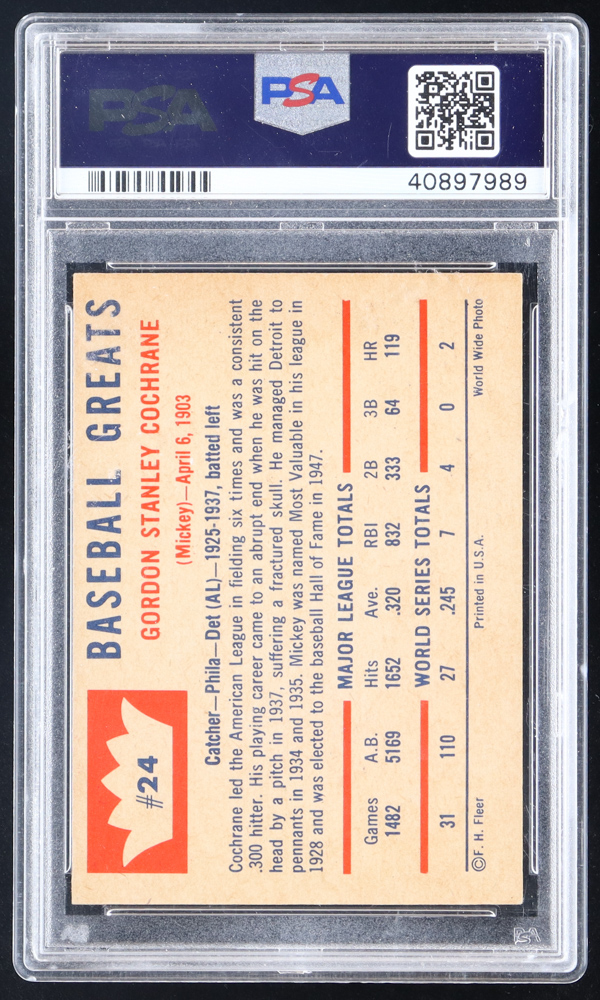 PSA
PSA
40897989
#24
BASEBALL GREATS
GORDON STANLEY COCHRANE
(Mickey)—April 6, 1903
Catcher—Phila—Det (AL)—1925-1937, batted left
Cochrane led the American League in fielding six times and was a consistent
.300 hitter. His playing career came to an abrupt end when he was hit on the
head by a pitch in 1937, suffering a fractured skull. He managed Detroit to
pennants in 1934 and 1935. Mickey was named Most Valuable in his league in
1928 and was elected to the baseball Hall of Fame in 1947.
MAJOR LEAGUE TOTALS
Games A.B. Hits Ave. RBI 2B 3B HR
1482 5169 1652 .320 832 333 64 119
WORLD SERIES TOTALS
31 110 27 .245 7 4 0 2
©F. H. Fleer Printed in U.S.A. World Wide Photo
PSA